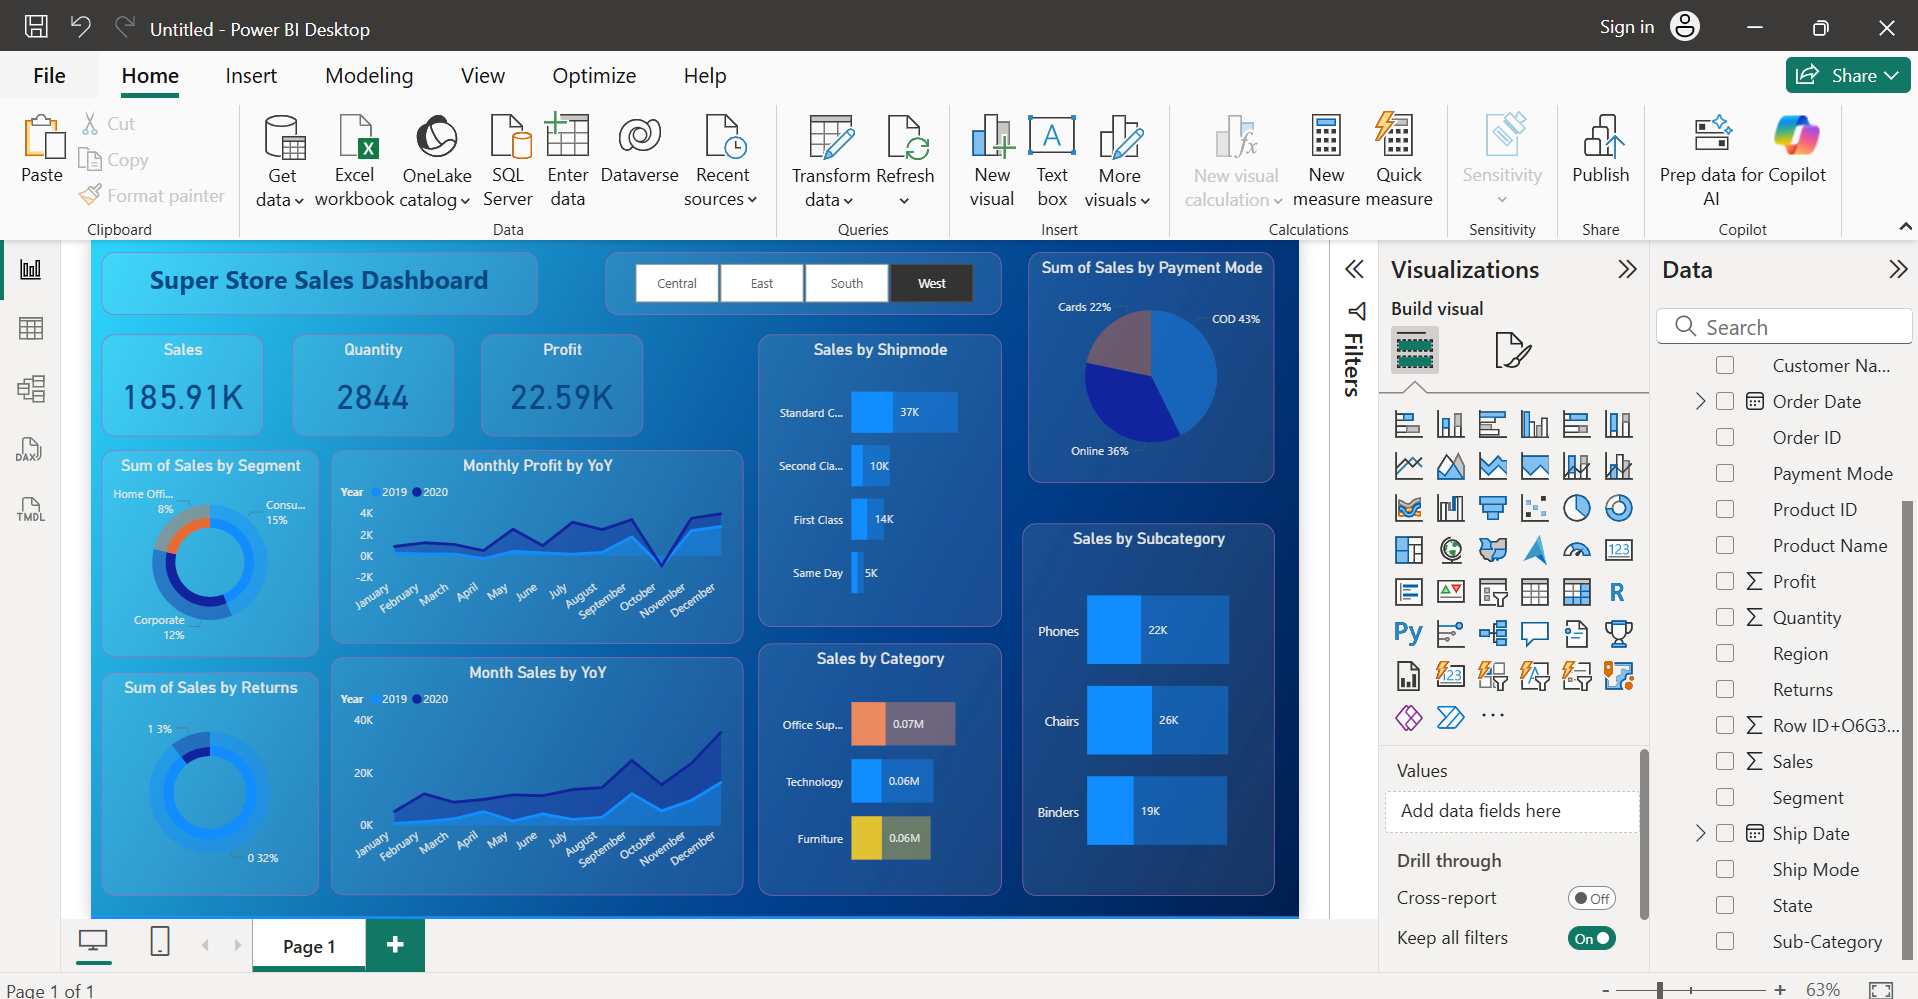 Untitled - Power BI Desktop
Sign in
File
Home
Insert
Modeling
View
Optimize
Help
Share
Paste
Cut
Copy
Format painter
Clipboard
Get data
Excel workbook
OneLake catalog
SQL Server
Enter data
Dataverse
Recent sources
Data
Transform data
Refresh
Queries
New visual
Text box
More visuals
Insert
New visual calculation
New measure
Quick measure
Calculations
Sensitivity
Sensitivity
Publish
Share
Prep data for AI
Copilot
Copilot
DAX
TMDL
Super Store Sales Dashboard
Central
East
South
West
Sales
185.91K
Quantity
2844
Profit
22.59K
Sum of Sales by Segment
Home Offi...
8%
Consu...
15%
Corporate
12%
Monthly Profit by YoY
Year 2019 2020
4K
2K
0K
-2K
January
February
March
April
May
June
July
August
September
October
November
December
Sum of Sales by Returns
1 3%
0 32%
Month Sales by YoY
Year 2019 2020
40K
20K
0K
January
February
March
April
May
June
July
August
September
October
November
December
Sales by Shipmode
Standard C... 37K
Second Cla... 10K
First Class 14K
Same Day 5K
Sales by Category
Office Sup... 0.07M
Technology 0.06M
Furniture 0.06M
Sum of Sales by Payment Mode
Cards 22%
COD 43%
Online 36%
Sales by Subcategory
Phones 22K
Chairs 26K
Binders 19K
Filters
Visualizations
Build visual
123
R
Py
123
Values
Add data fields here
Drill through
Cross-report
Off
Keep all filters
On
Data
Search
Customer Na...
Order Date
Order ID
Payment Mode
Product ID
Product Name
Profit
Quantity
Region
Returns
Row ID+O6G3...
Sales
Segment
Ship Date
Ship Mode
State
Sub-Category
Page 1
Page 1 of 1
- + 63%